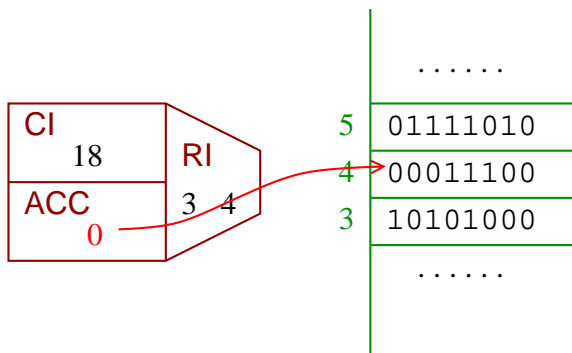 CI
18
RI
ACC
3 4
0
......
5 01111010
4 00011100
3 10101000
......